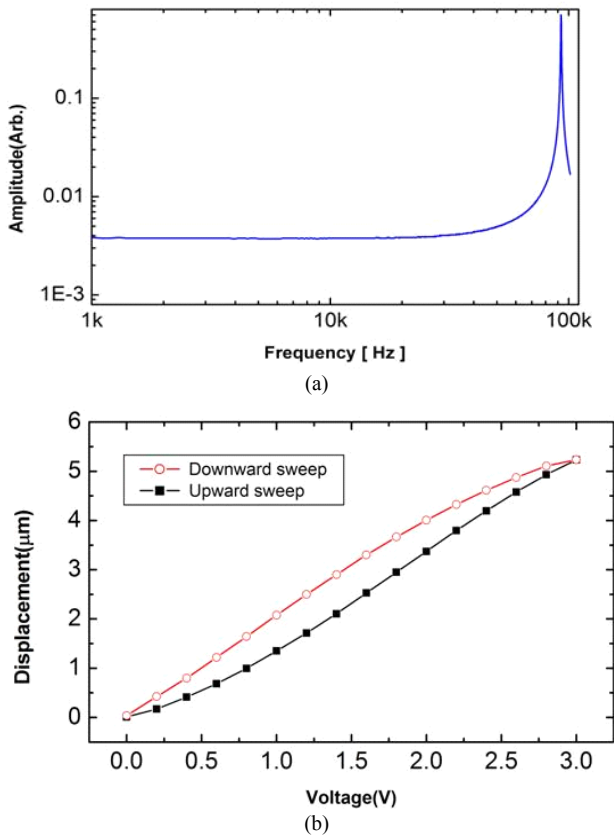 Amplitude(Arb.)
0.1
0.01
1E-3
1k
10k
100k
Frequency [ Hz ]
(a)
Displacement(μm)
6
5
4
3
2
1
0
Downward sweep
Upward sweep
0.0
0.5
1.0
1.5
2.0
2.5
3.0
Voltage(V)
(b)